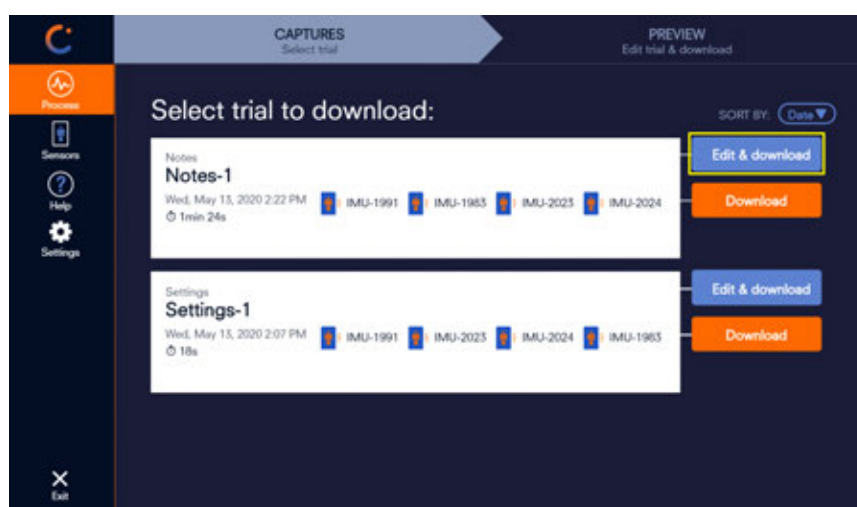 CAPTURES
Select trial
PREVIEW
Edit trial & download
Process
Sensors
Help
Settings
Exit
Select trial to download:
SORT BY: Date▼
Notes
Notes-1
Wed, May 13, 2020 2:22 PM
1min 24s
IMU-1991 IMU-1983 IMU-2023 IMU-2024
Edit & download
Download
Settings
Settings-1
Wed, May 13, 2020 2:07 PM
18s
IMU-1991 IMU-2023 IMU-2024 IMU-1983
Edit & download
Download